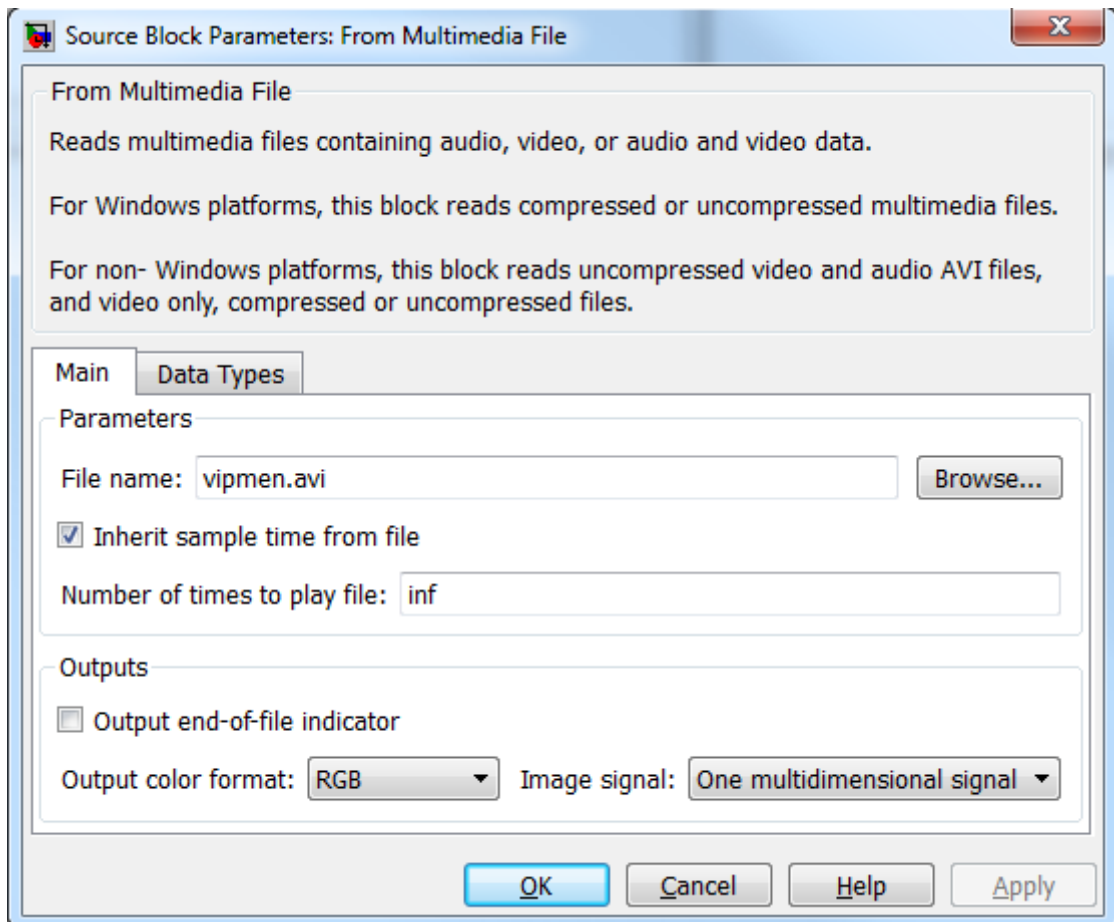 Source Block Parameters: From Multimedia File
From Multimedia File
Reads multimedia files containing audio, video, or audio and video data.
For Windows platforms, this block reads compressed or uncompressed multimedia files.
For non- Windows platforms, this block reads uncompressed video and audio AVI files,
and video only, compressed or uncompressed files.
Main Data Types
Parameters
File name: vipmen.avi Browse...
Inherit sample time from file
Number of times to play file: inf
Outputs
Output end-of-file indicator
Output color format: RGB Image signal: One multidimensional signal
OK Cancel Help Apply